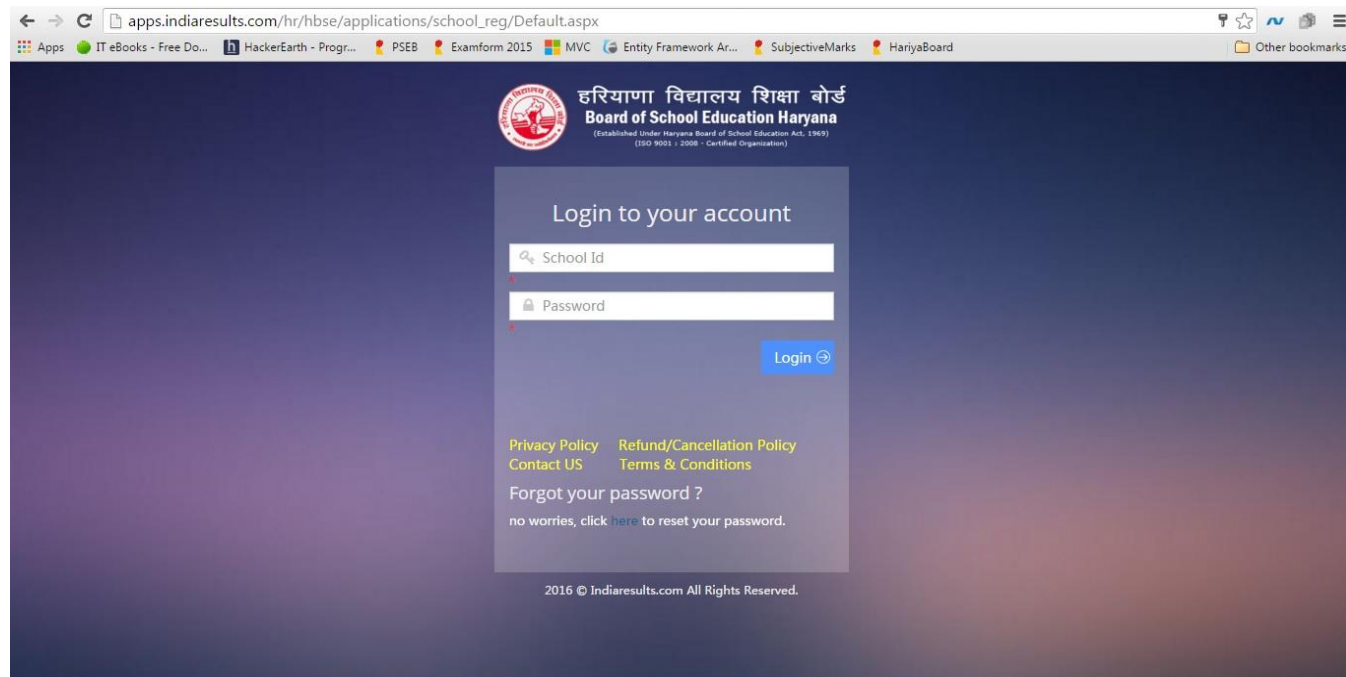 apps.indiaresults.com/hr/hbse/applications/school_reg/Default.aspx
Apps IT eBooks - Free Do... HackerEarth - Progr... PSEB Examform 2015 MVC Entity Framework Ar... SubjectiveMarks HariyaBoard Other bookmarks
हरियाणा विद्यालय शिक्षा बोर्ड
Board of School Education Haryana
(Established Under Haryana Board of School Education Act, 1969)
(ISO 9001 : 2008 - Certified Organization)
Login to your account
School Id
*
Password
*
Login
Privacy Policy Refund/Cancellation Policy
Contact US Terms & Conditions
Forgot your password ?
no worries, click here to reset your password.
2016 © Indiaresults.com All Rights Reserved.